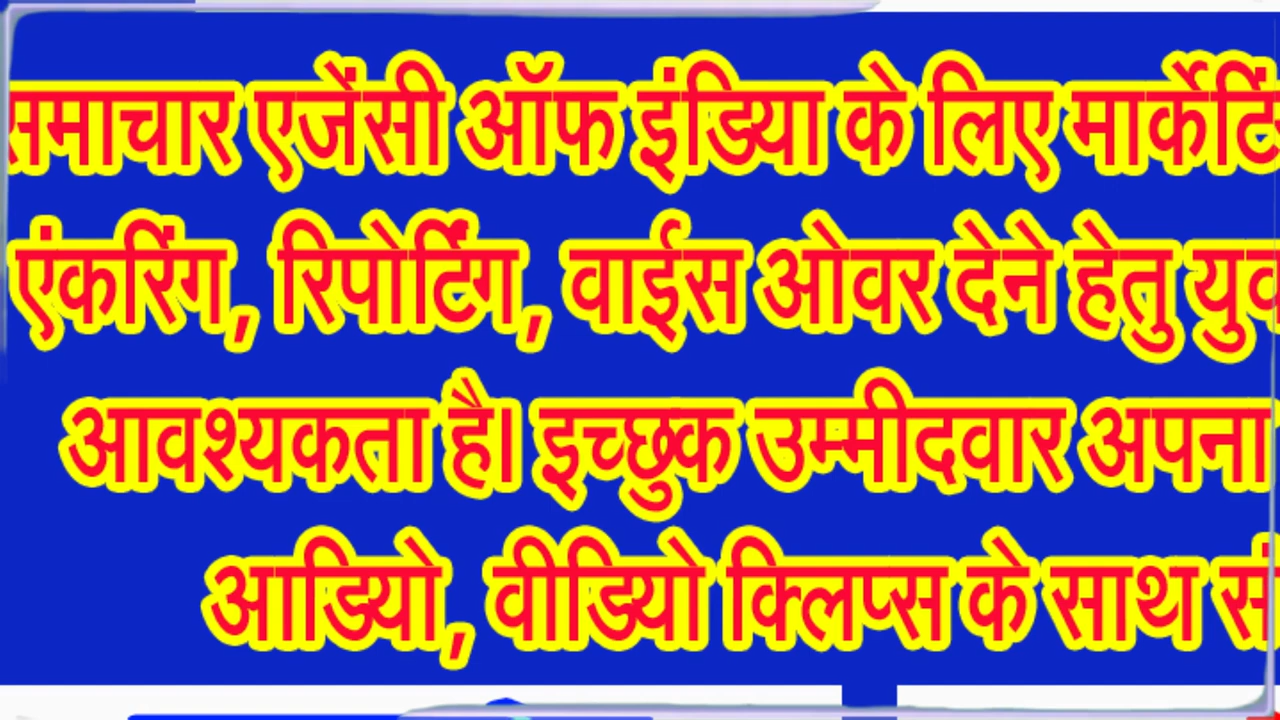 समाचार एजेंसी ऑफ इंडिया के लिए
एंकरिंग, रिपोर्टिंग, वाईस ओवर देने हेतु
आवश्यकता है। इच्छुक उम्मीदवार अपना
आडियो, वीडियो क्लिप्स के साथ